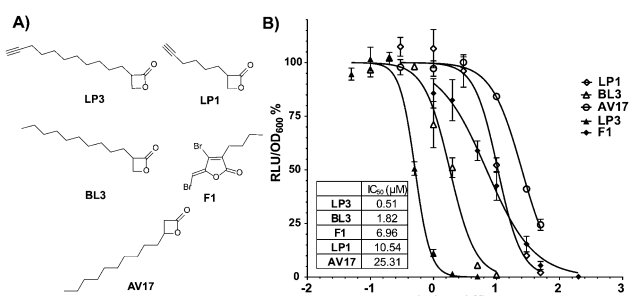 A)
LP3
LP1
BL3
Br
Br
F1
AV17
O
O
O
O
O
O
O
O
O
O
B)
RLU/OD600 %
100
75
50
25
0
-2 -1 0 1 2 3
LP1
BL3
AV17
LP3
F1
IC50 (μM)
LP3 0.51
BL3 1.82
F1 6.96
LP1 10.54
AV17 25.31